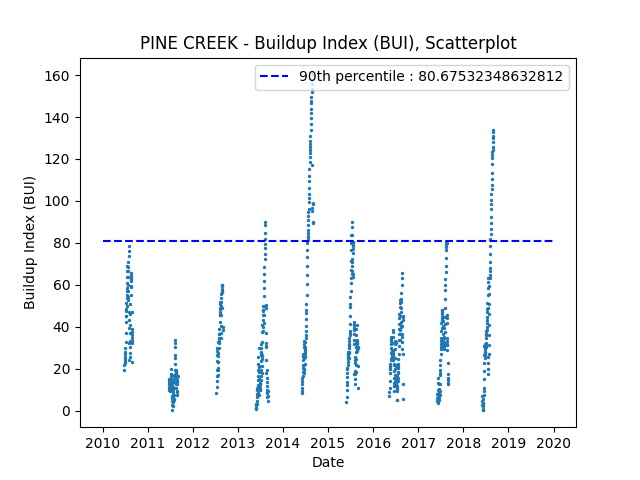 PINE CREEK - Buildup Index (BUI), Scatterplot
90th percentile : 80.67532348632812
160
140
120
100
80
60
40
20
0
Buildup Index (BUI)
2010 2011 2012 2013 2014 2015 2016 2017 2018 2019 2020
Date